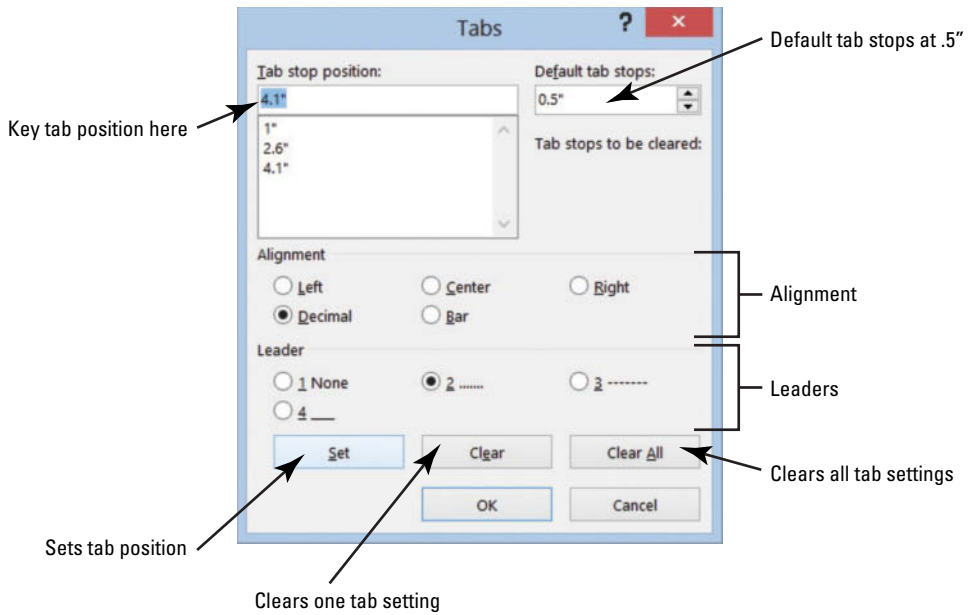 Tabs ?
Default tab stops at .5″
Tab stop position:
Default tab stops:
4.1"
0.5"
Key tab position here
1"
2.6"
4.1"
Tab stops to be cleared:
Alignment
Left
Center
Right
Decimal
Bar
Alignment
Leader
1 None
2 .......
3 -------
4 ___
Leaders
Set
Clear
Clear All
Clears all tab settings
OK
Cancel
Sets tab position
Clears one tab setting